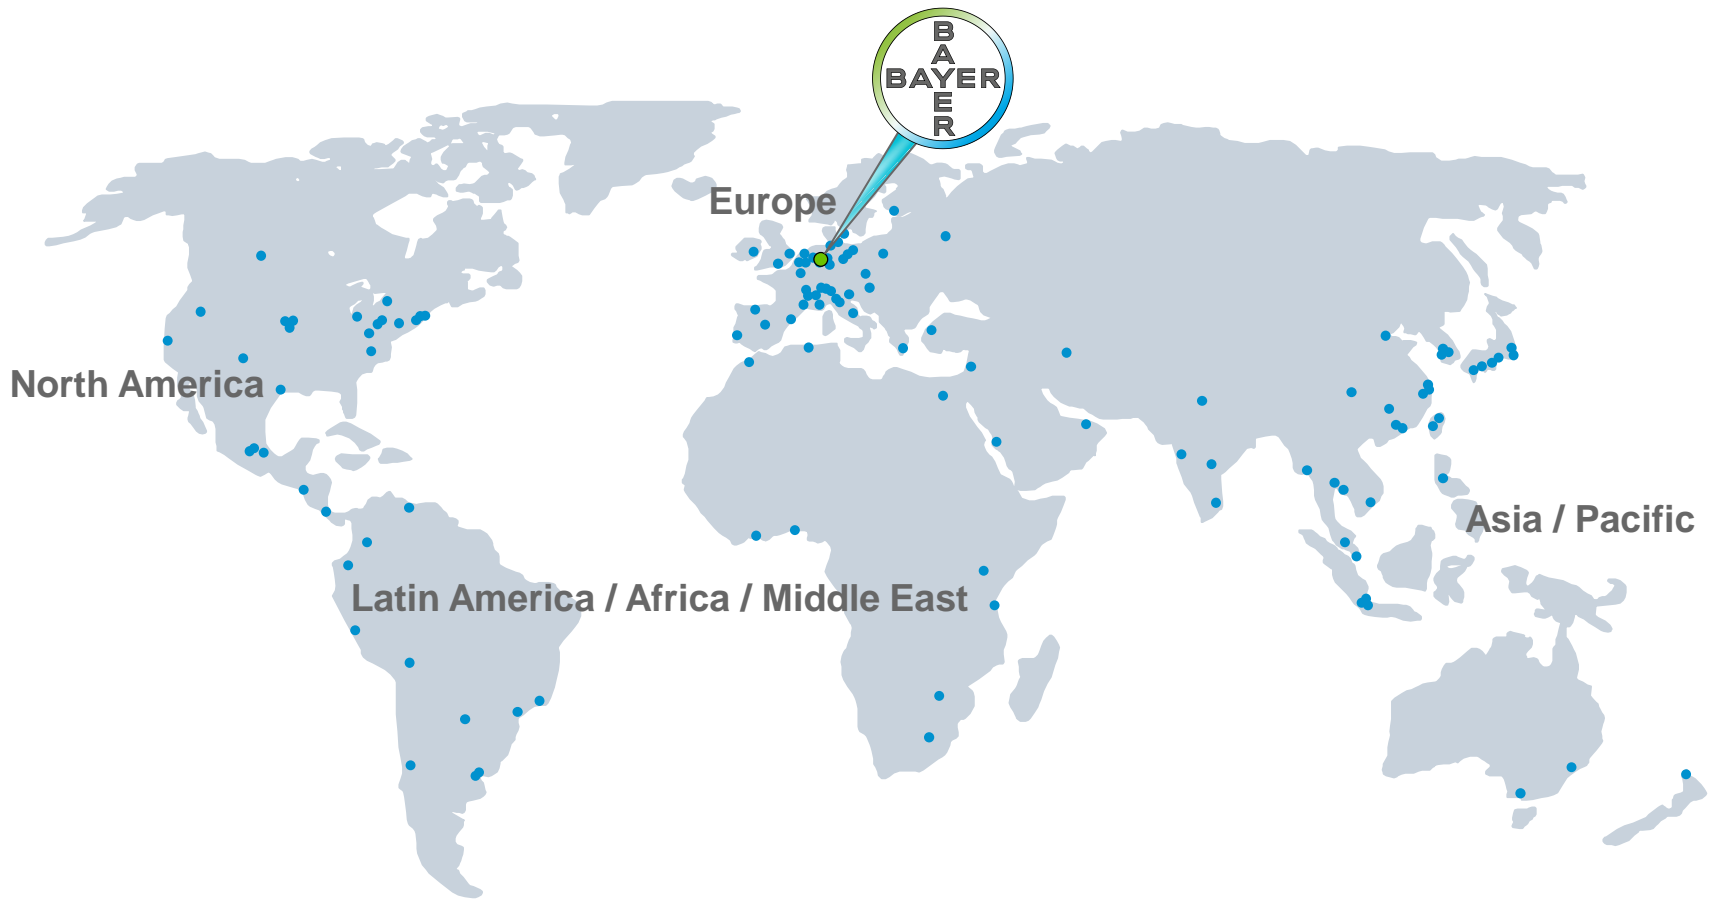 B
A
BAYER
E
R
Europe
North America
Asia / Pacific
Latin America / Africa / Middle East